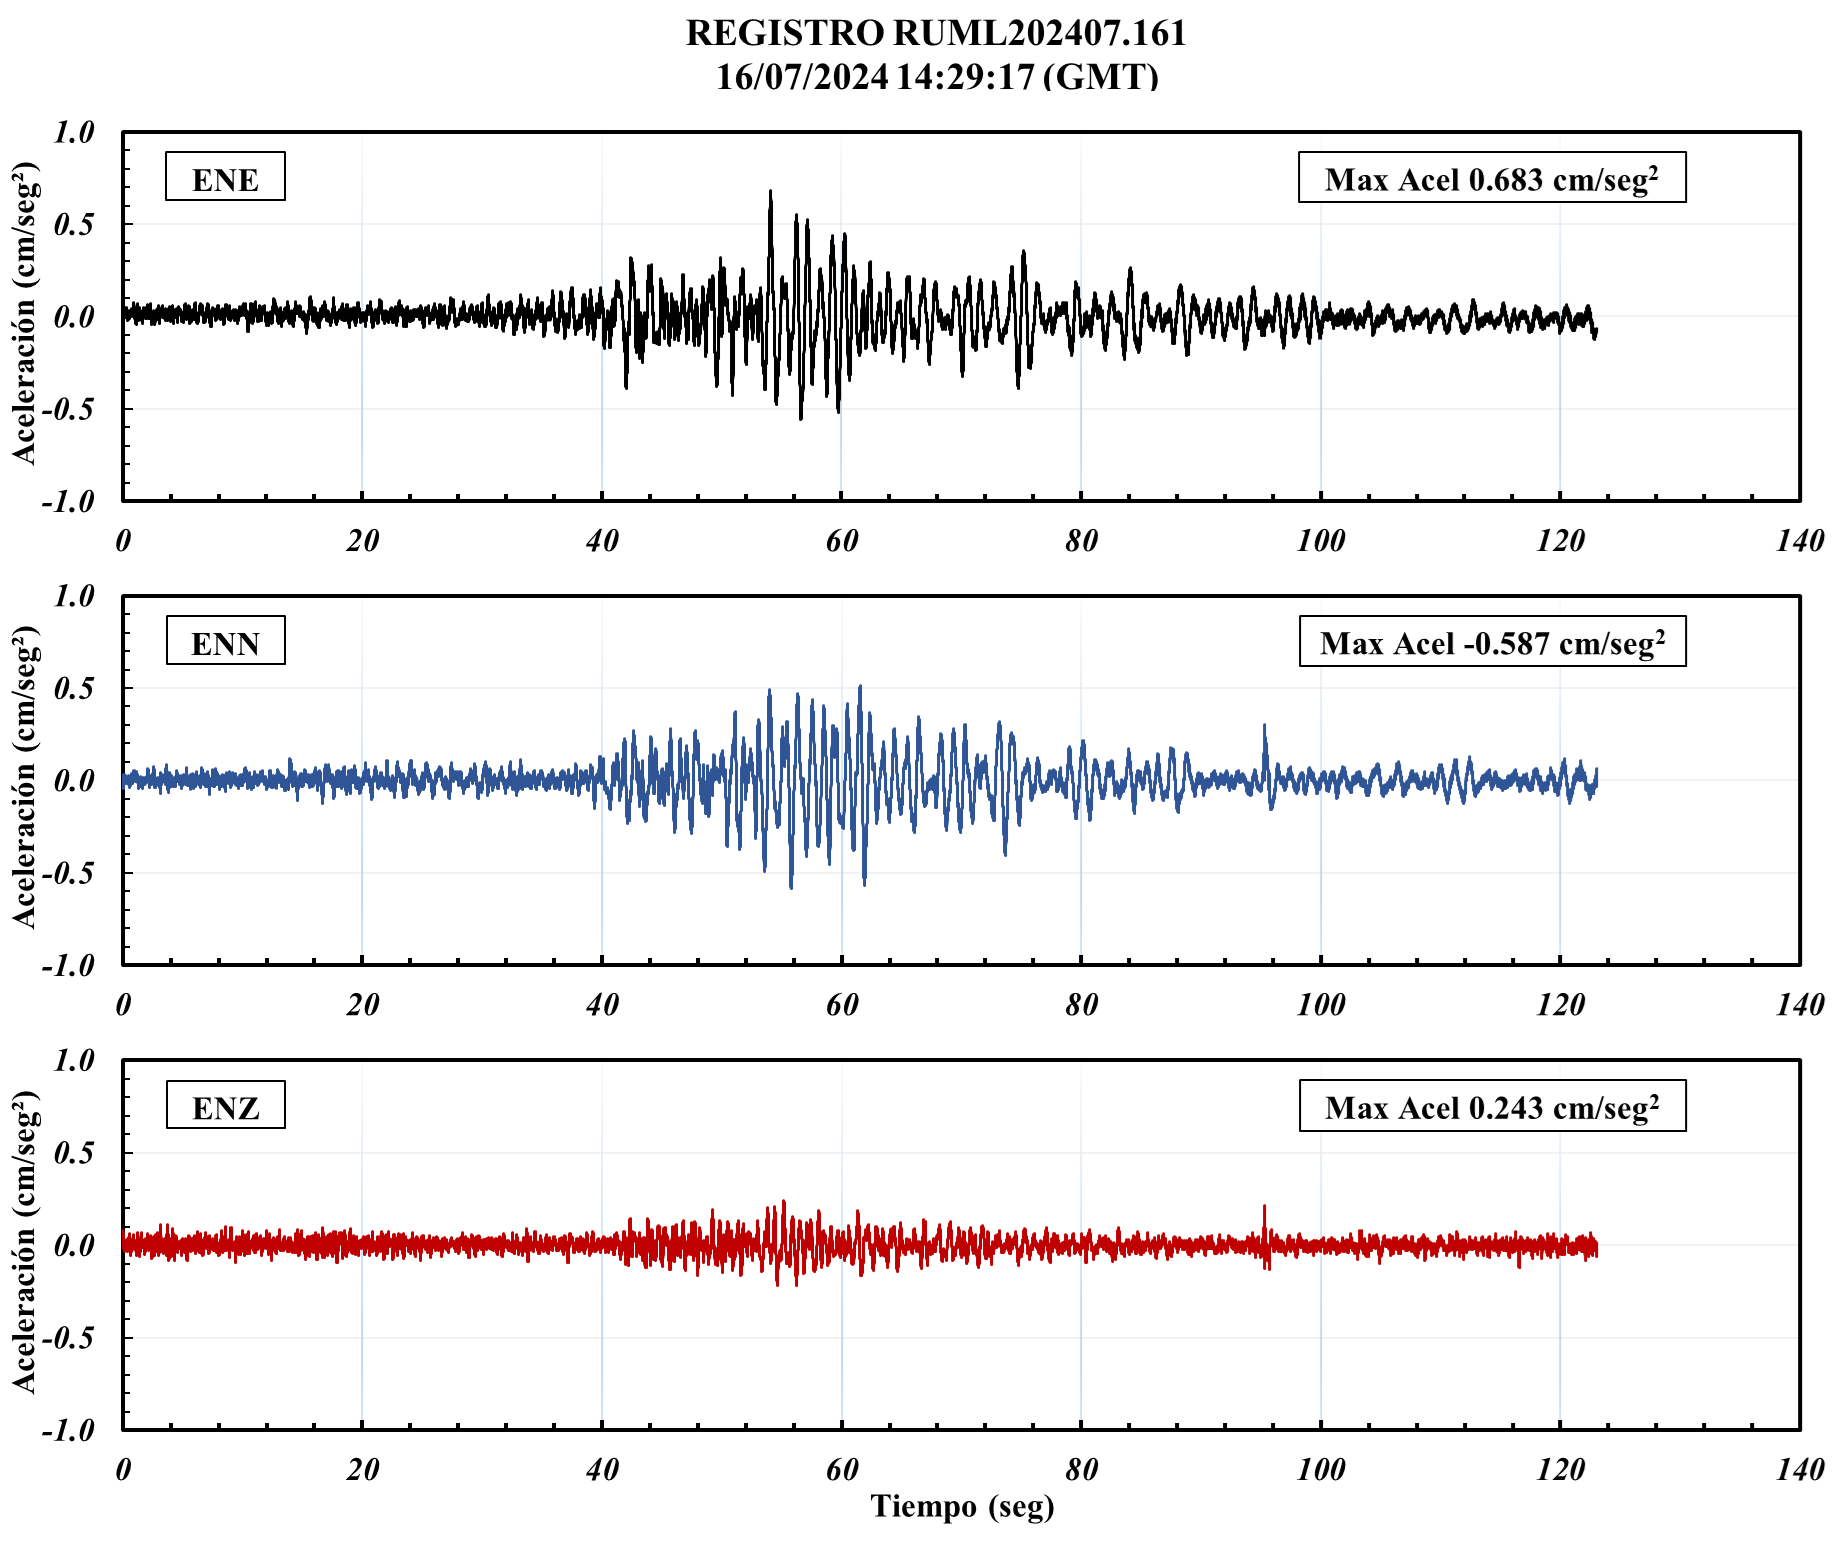 REGISTRO RUML202407.161
16/07/2024 14:29:17 (GMT)
Aceleración (cm/seg²)
1.0
0.5
0.0
-0.5
-1.0
ENE
Max Acel 0.683 cm/seg²
0 20 40 60 80 100 120 140
Aceleración (cm/seg²)
1.0
0.5
0.0
-0.5
-1.0
ENN
Max Acel -0.587 cm/seg²
0 20 40 60 80 100 120 140
Aceleración (cm/seg²)
1.0
0.5
0.0
-0.5
-1.0
ENZ
Max Acel 0.243 cm/seg²
0 20 40 60 80 100 120 140
Tiempo (seg)